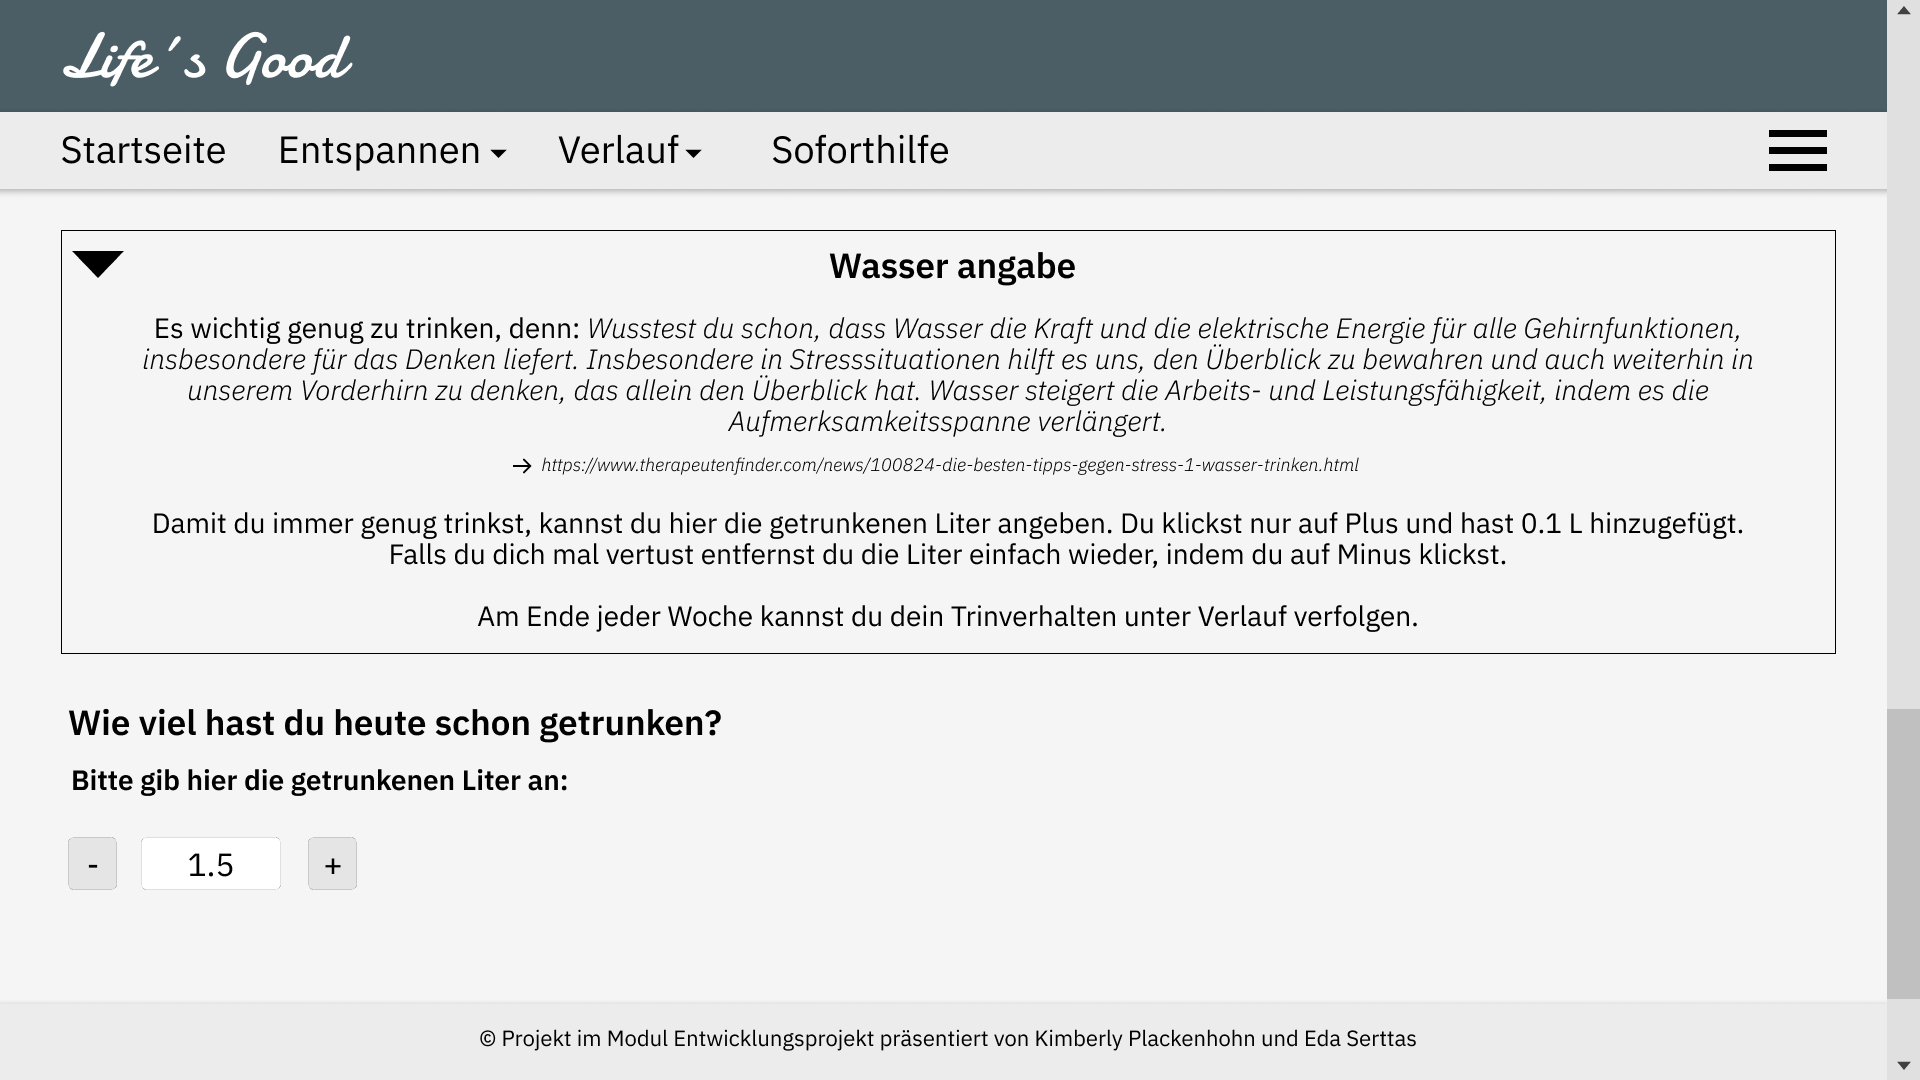 Life´s Good
Startseite Entspannen Verlauf Soforthilfe
Wasser angabe
Es wichtig genug zu trinken, denn: Wusstest du schon, dass Wasser die Kraft und die elektrische Energie für alle Gehirnfunktionen,
insbesondere für das Denken liefert. Insbesondere in Stresssituationen hilft es uns, den Überblick zu bewahren und auch weiterhin in
unserem Vorderhirn zu denken, das allein den Überblick hat. Wasser steigert die Arbeits- und Leistungsfähigkeit, indem es die
Aufmerksamkeitsspanne verlängert.
→ https://www.therapeutenfinder.com/news/100824-die-besten-tipps-gegen-stress-1-wasser-trinken.html
Damit du immer genug trinkst, kannst du hier die getrunkenen Liter angeben. Du klickst nur auf Plus und hast 0.1 L hinzugefügt.
Falls du dich mal vertust entfernst du die Liter einfach wieder, indem du auf Minus klickst.
Am Ende jeder Woche kannst du dein Trinverhalten unter Verlauf verfolgen.
Wie viel hast du heute schon getrunken?
Bitte gib hier die getrunkenen Liter an:
- 1.5 +
© Projekt im Modul Entwicklungsprojekt präsentiert von Kimberly Plackenhohn und Eda Serttas